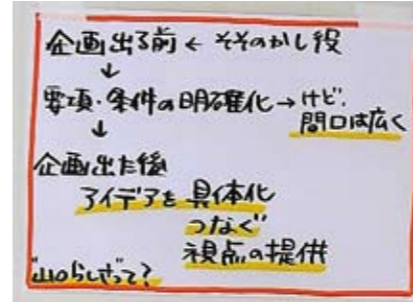 企画出る前 ← そそのかし役
↓
要項・条件の明確化 → けど、
間口は広く
↓
企画出た後
アイデアを 具体化
つなぐ
視点の提供
らしさって?